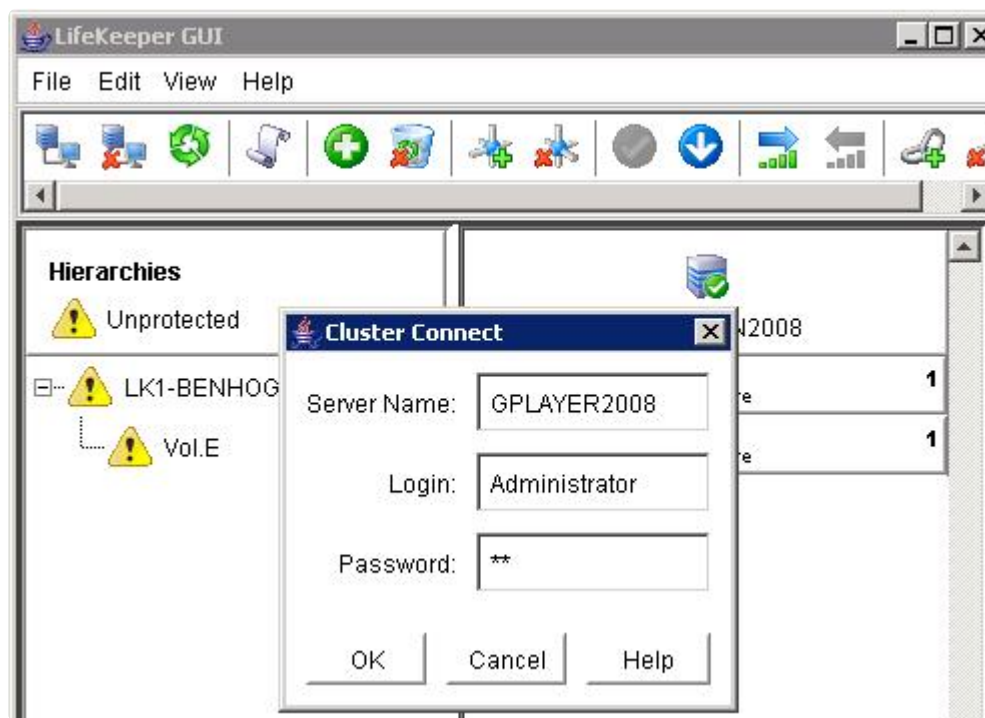 LifeKeeper GUI
File Edit View Help
Hierarchies
Unprotected
LK1-BENHOG
Vol.E
N2008
1
1
Cluster Connect
Server Name: GPLAYER2008
Login: Administrator
Password: **
OK Cancel Help